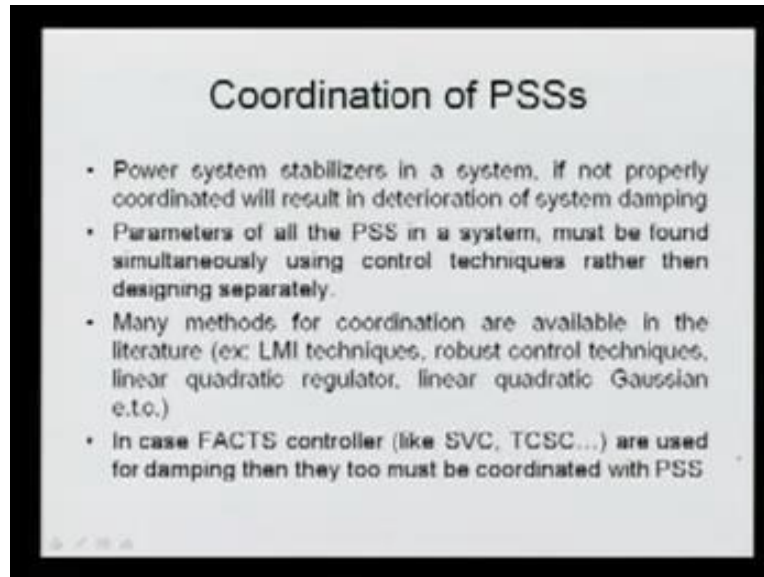 Coordination of PSSs
• Power system stabilizers in a system, if not properly
coordinated will result in deterioration of system damping
• Parameters of all the PSS in a system, must be found
simultaneously using control techniques rather then
designing separately.
• Many methods for coordination are available in the
literature (ex: LMI techniques, robust control techniques,
linear quadratic regulator, linear quadratic Gaussian
e.t.c.)
• In case FACTS controller (like SVC, TCSC...) are used
for damping then they too must be coordinated with PSS